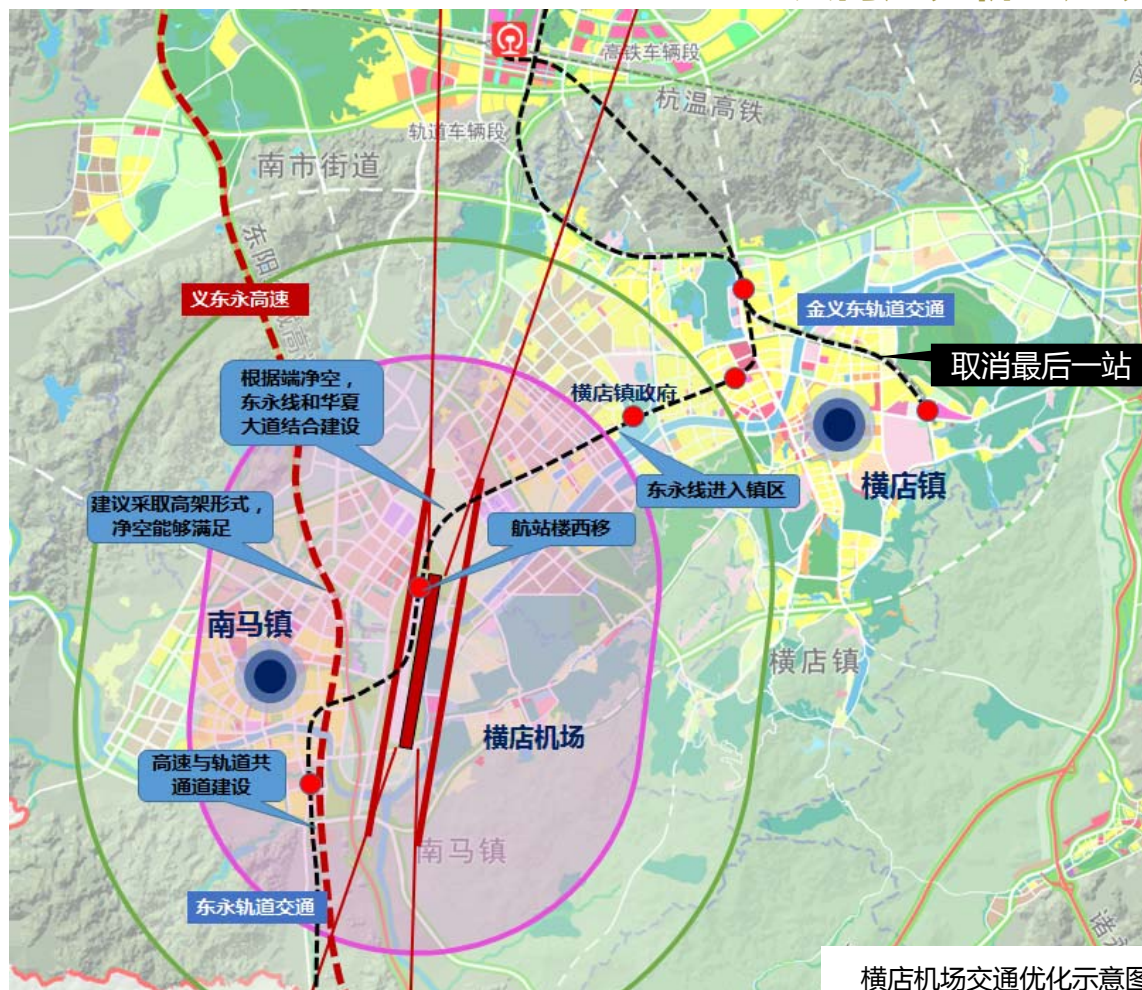 高铁车辆段
杭温高铁
轨道车辆段
南市街道
东阳
义东永高速
金义东轨道交通
取消最后一站
根据端净空，
东永线和华夏
大道结合建设
横店镇政府
东永线进入镇区
横店镇
建议采取高架形式，
净空能够满足
航站楼西移
南马镇
横店镇
横店机场
高速与轨道共
通道建设
南马镇
东永轨道交通
诸永
横店机场交通优化示意图